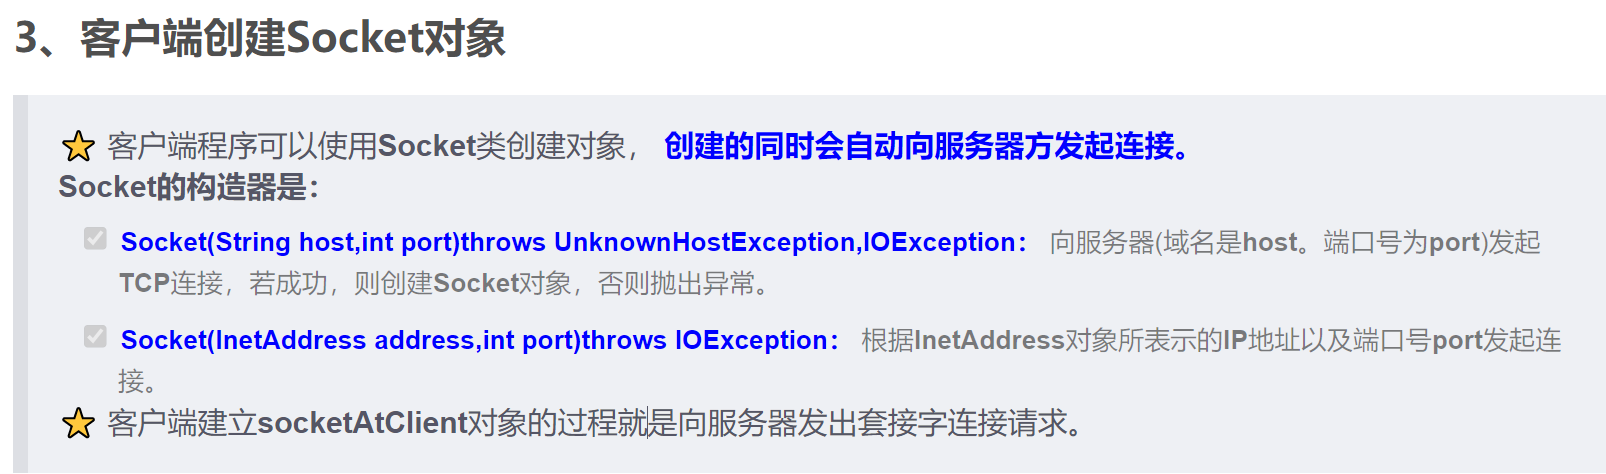 3、客户端创建Socket对象
客户端程序可以使用Socket类创建对象， 创建的同时会自动向服务器方发起连接。
Socket的构造器是：
Socket(String host,int port)throws UnknownHostException,IOException： 向服务器(域名是host。端口号为port)发起
TCP连接，若成功，则创建Socket对象，否则抛出异常。
Socket(InetAddress address,int port)throws IOException： 根据InetAddress对象所表示的IP地址以及端口号port发起连
接。
客户端建立socketAtClient对象的过程就是向服务器发出套接字连接请求。